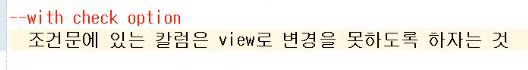 --with check option
조건문에 있는 칼럼은 view로 변경을 못하도록 하자는 것